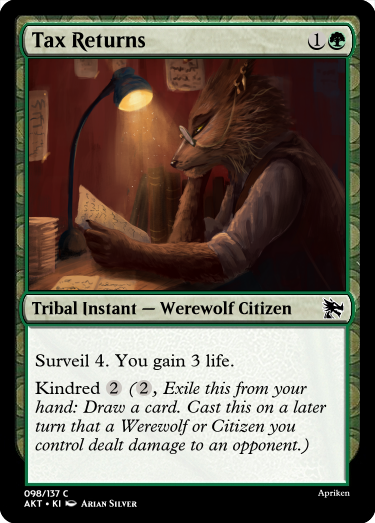 Tax Returns 1
Tribal Instant — Werewolf Citizen
Surveil 4. You gain 3 life.
Kindred 2 (2, Exile this from your
hand: Draw a card. Cast this on a later
turn that a Werewolf or Citizen you
control dealt damage to an opponent.)
098/137 C
Apriken
AKT • KI Arian Silver